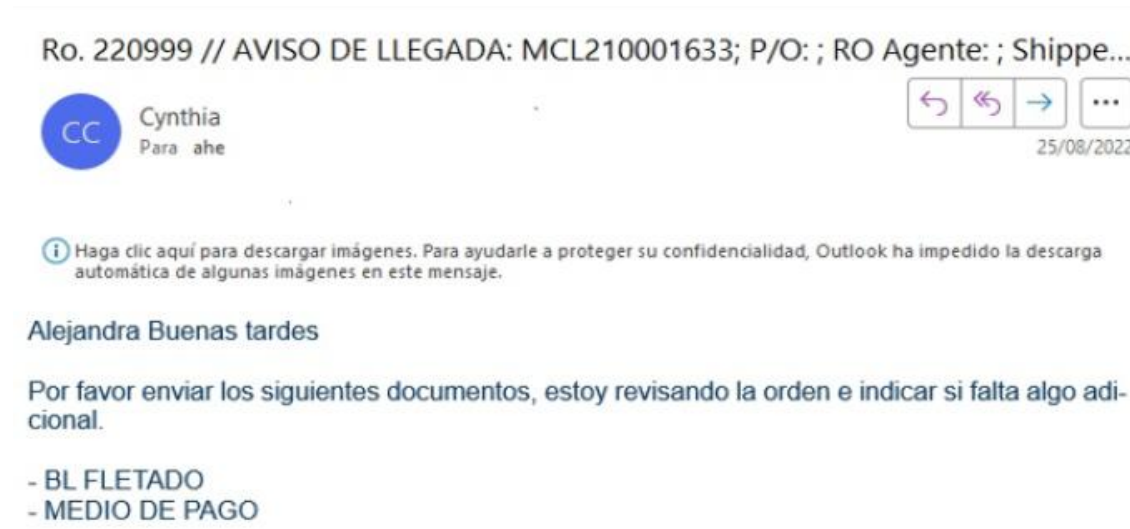 Ro. 220999 // AVISO DE LLEGADA: MCL210001633; P/O: ; RO Agente: ; Shippe...
CC
Cynthia
Para ahe
25/08/2022
Haga clic aquí para descargar imágenes. Para ayudarle a proteger su confidencialidad, Outlook ha impedido la descarga
automática de algunas imágenes en este mensaje.
Alejandra Buenas tardes
Por favor enviar los siguientes documentos, estoy revisando la orden e indicar si falta algo adi-
cional.
- BL FLETADO
- MEDIO DE PAGO